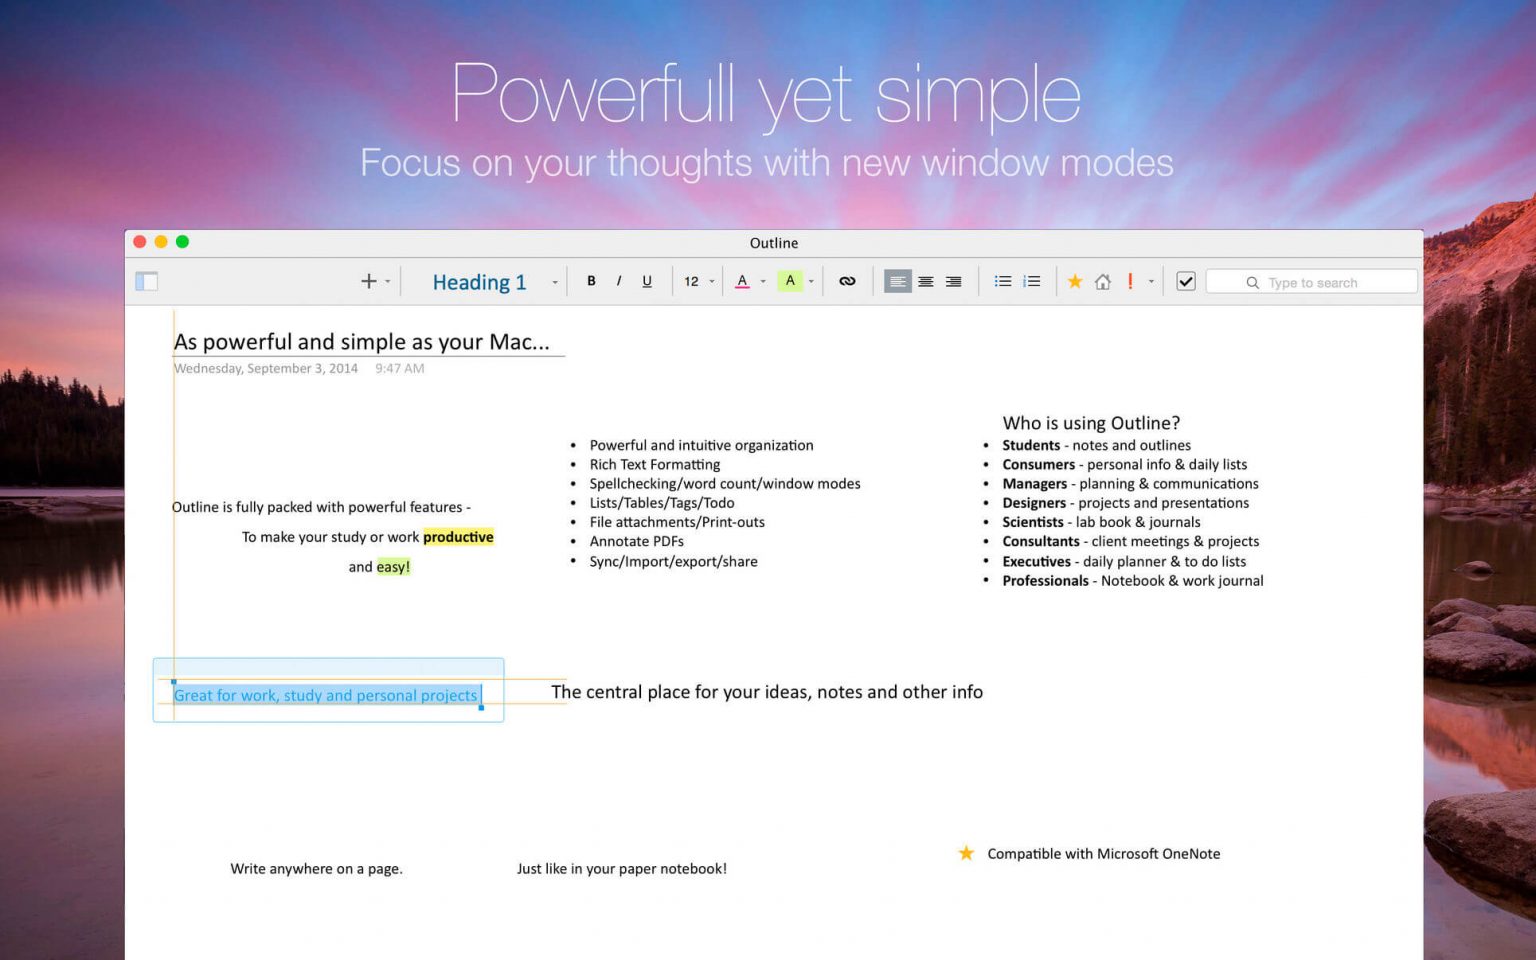 Powerfull yet simple
Focus on your thoughts with new window modes
Outline
Heading 1
B I U
12
A
A
Type to search
As powerful and simple as your Mac...
Wednesday, September 3, 2014 9:47 AM
Outline is fully packed with powerful features -
To make your study or work productive
and easy!
• Powerful and intuitive organization
• Rich Text Formatting
• Spellchecking/word count/window modes
• Lists/Tables/Tags/Todo
• File attachments/Print-outs
• Annotate PDFs
• Sync/Import/export/share
Who is using Outline?
• Students - notes and outlines
• Consumers - personal info & daily lists
• Managers - planning & communications
• Designers - projects and presentations
• Scientists - lab book & journals
• Consultants - client meetings & projects
• Executives - daily planner & to do lists
• Professionals - Notebook & work journal
Great for work, study and personal projects
The central place for your ideas, notes and other info
Write anywhere on a page.
Just like in your paper notebook!
Compatible with Microsoft OneNote